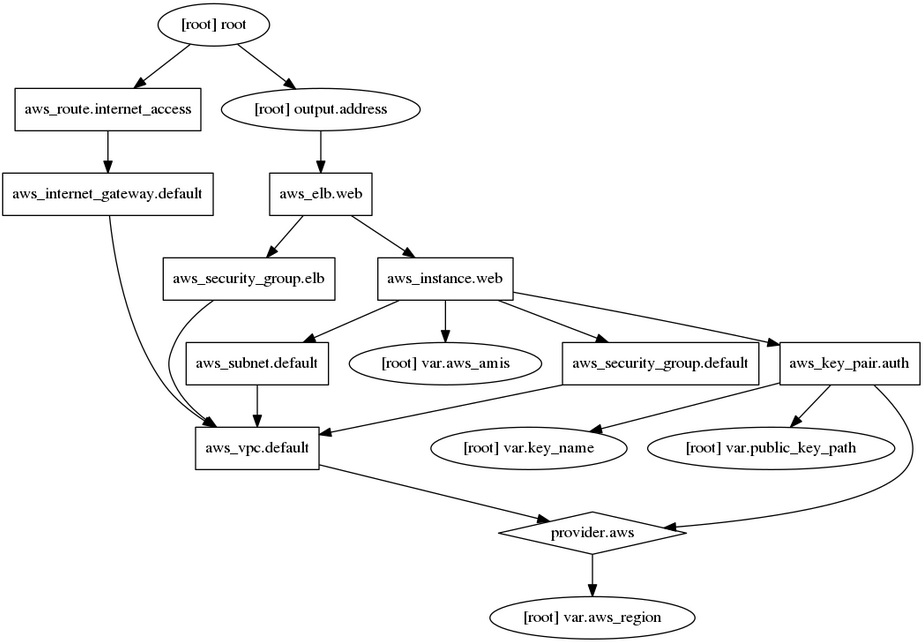 [root] root
aws_route.internet_access
[root] output.address
aws_internet_gateway.default
aws_elb.web
aws_security_group.elb
aws_instance.web
aws_subnet.default
[root] var.aws_amis
aws_security_group.default
aws_key_pair.auth
aws_vpc.default
[root] var.key_name
[root] var.public_key_path
provider.aws
[root] var.aws_region